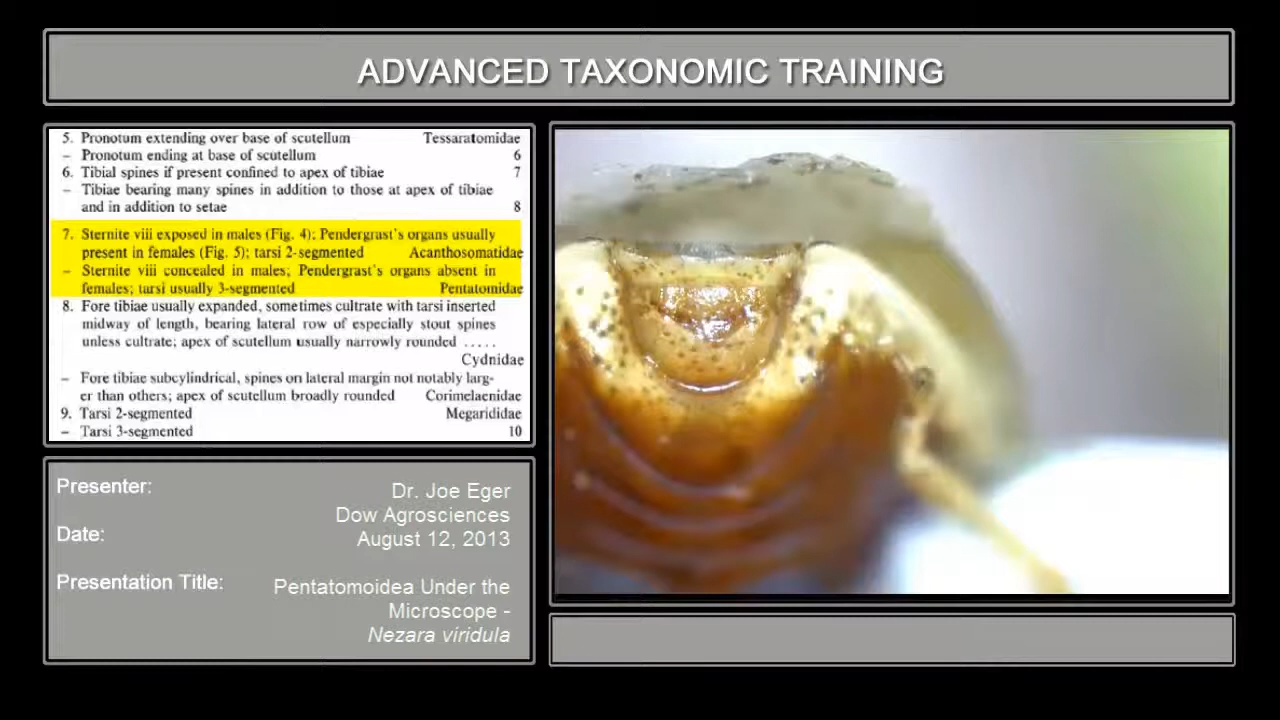 ADVANCED TAXONOMIC TRAINING
5. Pronotum extending over base of scutellum Tessaratomidae
– Pronotum ending at base of scutellum 6
6. Tibial spines if present confined to apex of tibiae 7
– Tibiae bearing many spines in addition to those at apex of tibiae
and in addition to setae 8
7. Sternite viii exposed in males (Fig. 4); Pendergrast's organs usually
present in females (Fig. 5); tarsi 2-segmented Acanthosomatidae
– Sternite viii concealed in males; Pendergrast's organs absent in
females; tarsi usually 3-segmented Pentatomidae
8. Fore tibiae usually expanded, sometimes cultrate with tarsi inserted
midway of length, bearing lateral row of especially stout spines
unless cultrate; apex of scutellum usually narrowly rounded .....
Cydnidae
– Fore tibiae subcylindrical, spines on lateral margin not notably larg-
er than others; apex of scutellum broadly rounded Corimelaenidae
9. Tarsi 2-segmented Megarididae
– Tarsi 3-segmented 10
Presenter: Dr. Joe Eger
Dow Agrosciences
Date: August 12, 2013
Presentation Title: Pentatomoidea Under the
Microscope -
Nezara viridula